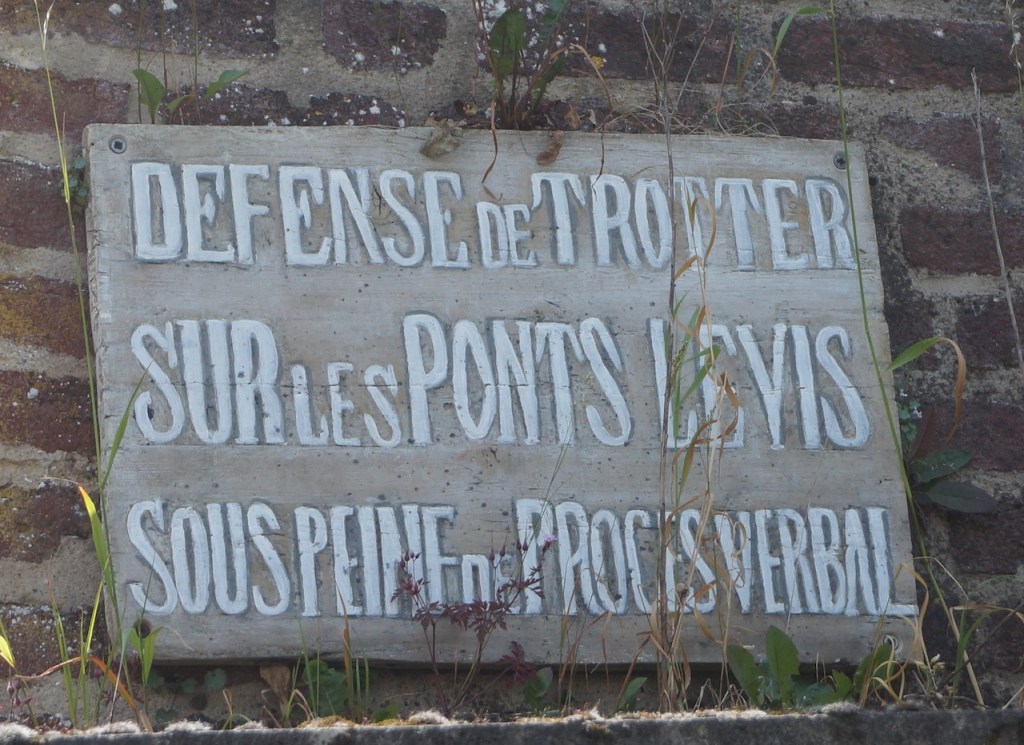 DEFENSE DE TROTTER
SUR LES PONTS LEVIS
SOUS PEINE DE PROCES VERBAL